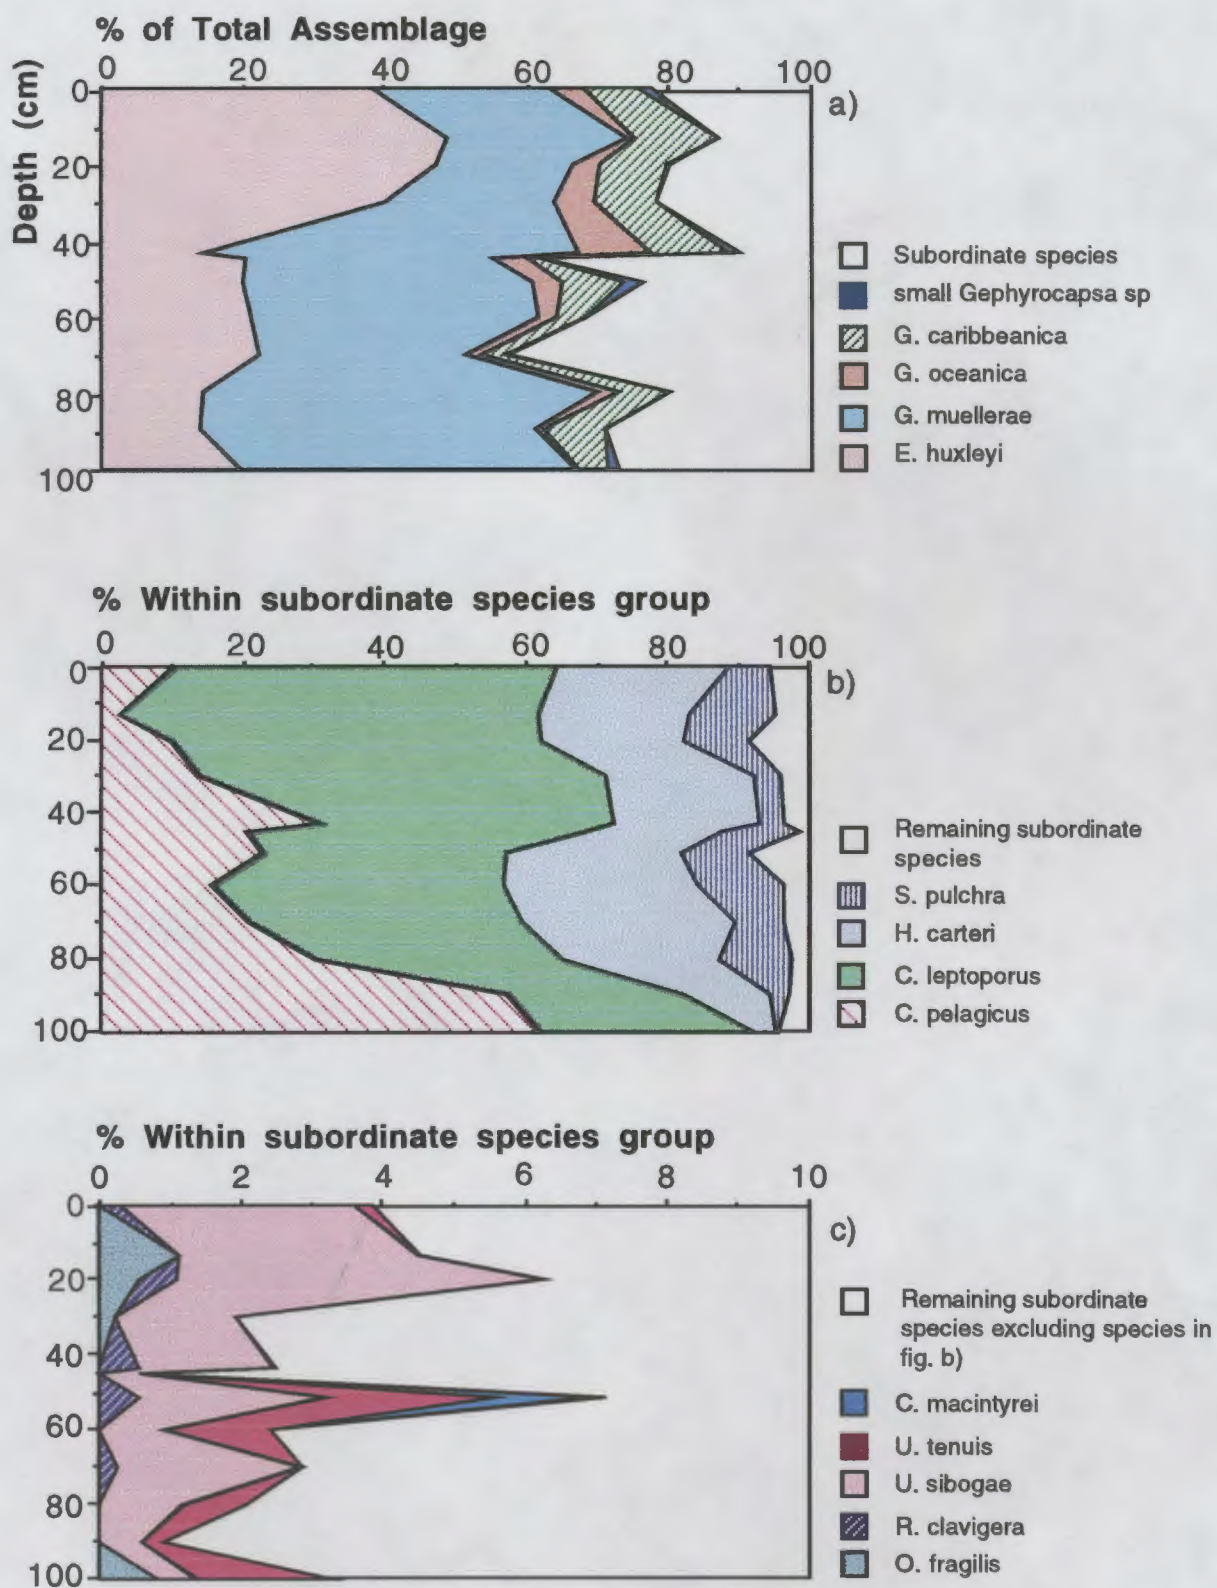 % of Total Assemblage
0 20 40 60 80 100
Depth (cm)
0
20
40
60
80
100
a)
Subordinate species
small Gephyrocapsa sp
G. caribbeanica
G. oceanica
G. muellerae
E. huxleyi
% Within subordinate species group
0 20 40 60 80 100
0
20
40
60
80
100
b)
Remaining subordinate
species
S. pulchra
H. carteri
C. leptoporus
C. pelagicus
% Within subordinate species group
0 2 4 6 8 10
0
20
40
60
80
100
c)
Remaining subordinate
species excluding species in
fig. b)
C. macintyrei
U. tenuis
U. sibogae
R. clavigera
O. fragilis